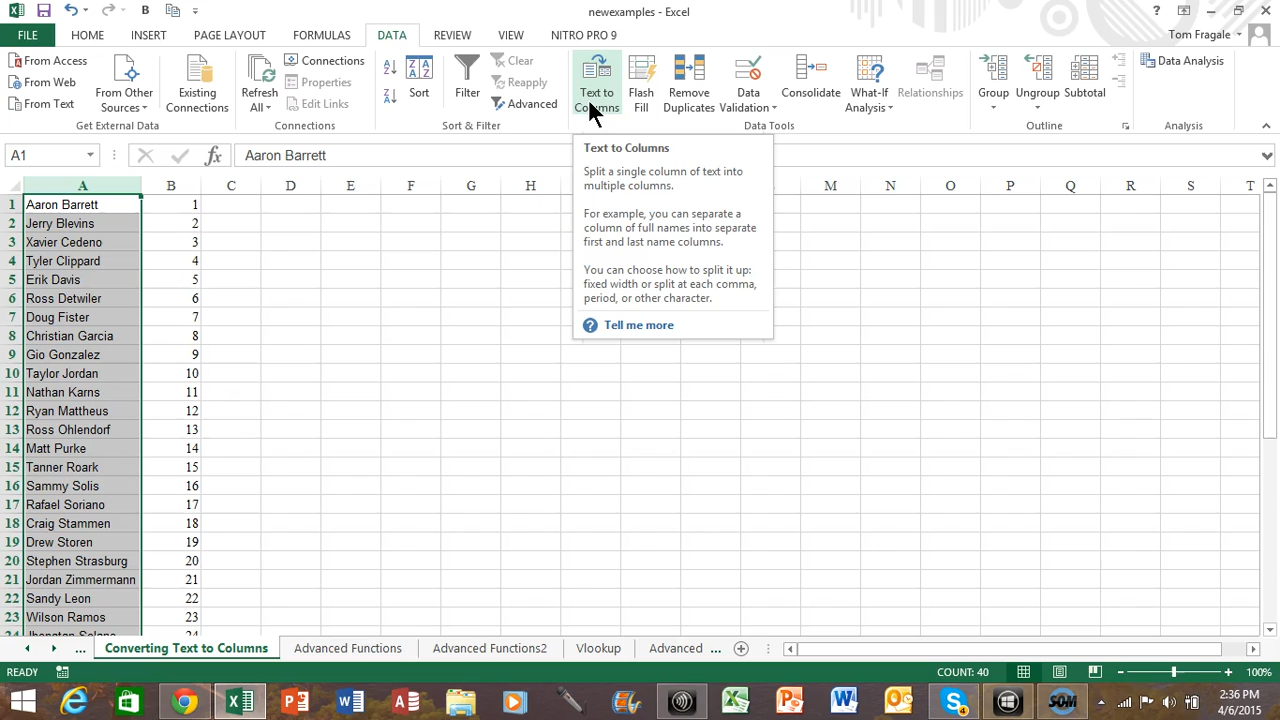 newexamples - Excel
FILE HOME INSERT PAGE LAYOUT FORMULAS DATA REVIEW VIEW NITRO PRO 9 Tom Fragale
From Access
From Web
From Text
From Other Sources
Existing Connections
Get External Data
Refresh All
Connections
Properties
Edit Links
Connections
Sort
Filter
Clear
Reapply
Advanced
Sort & Filter
Text to Columns
Flash Fill
Remove Duplicates
Data Validation
Consolidate
What-If Analysis
Relationships
Data Tools
Group
Ungroup
Subtotal
Outline
Data Analysis
Analysis
A1 fx Aaron Barrett
Text to Columns
Split a single column of text into
multiple columns.
For example, you can separate a
column of full names into separate
first and last name columns.
You can choose how to split it up:
fixed width or split at each comma,
period, or other character.
Tell me more
A B C D E F G H M N O P Q R S T
1 Aaron Barrett 1
2 Jerry Blevins 2
3 Xavier Cedeno 3
4 Tyler Clippard 4
5 Erik Davis 5
6 Ross Detwiler 6
7 Doug Fister 7
8 Christian Garcia 8
9 Gio Gonzalez 9
10 Taylor Jordan 10
11 Nathan Karns 11
12 Ryan Mattheus 12
13 Ross Ohlendorf 13
14 Matt Purke 14
15 Tanner Roark 15
16 Sammy Solis 16
17 Rafael Soriano 17
18 Craig Stammen 18
19 Drew Storen 19
20 Stephen Strasburg 20
21 Jordan Zimmermann 21
22 Sandy Leon 22
23 Wilson Ramos 23
... Converting Text to Columns Advanced Functions Advanced Functions2 Vlookup Advanced ...
READY COUNT: 40 100%
2:36 PM
4/6/2015